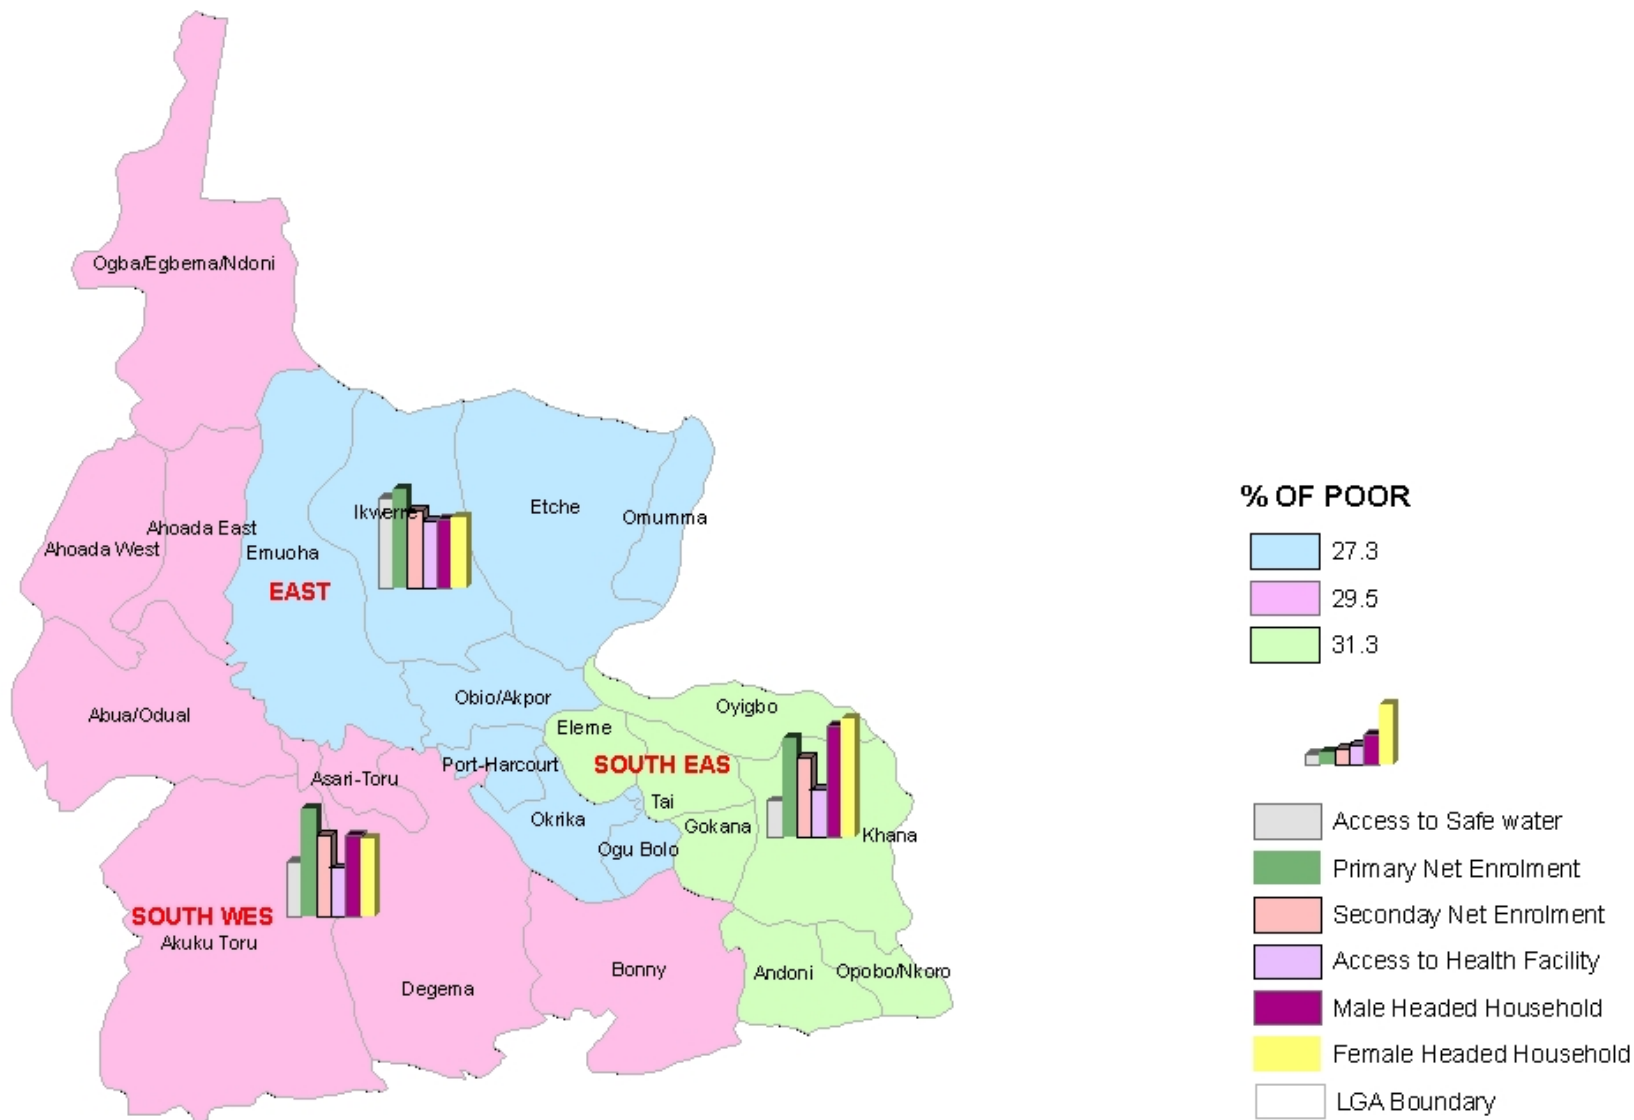 Ogba/Egbema/Ndoni
Ikwerre
Etche
Omumma
Ahoada East
Ahoada West
Emuoha
EAST
Obio/Akpor
Oyigbo
Abua/Odual
Eleme
Port-Harcourt
SOUTH EAS
Asari-Toru
Tai
Okrika
Gokana
Khana
Ogu Bolo
SOUTH WES
Akuku Toru
Bonny
Andoni
Opobo/Nkoro
Degema
% OF POOR
27.3
29.5
31.3
Access to Safe water
Primary Net Enrolment
Seconday Net Enrolment
Access to Health Facility
Male Headed Household
Female Headed Household
LGA Boundary